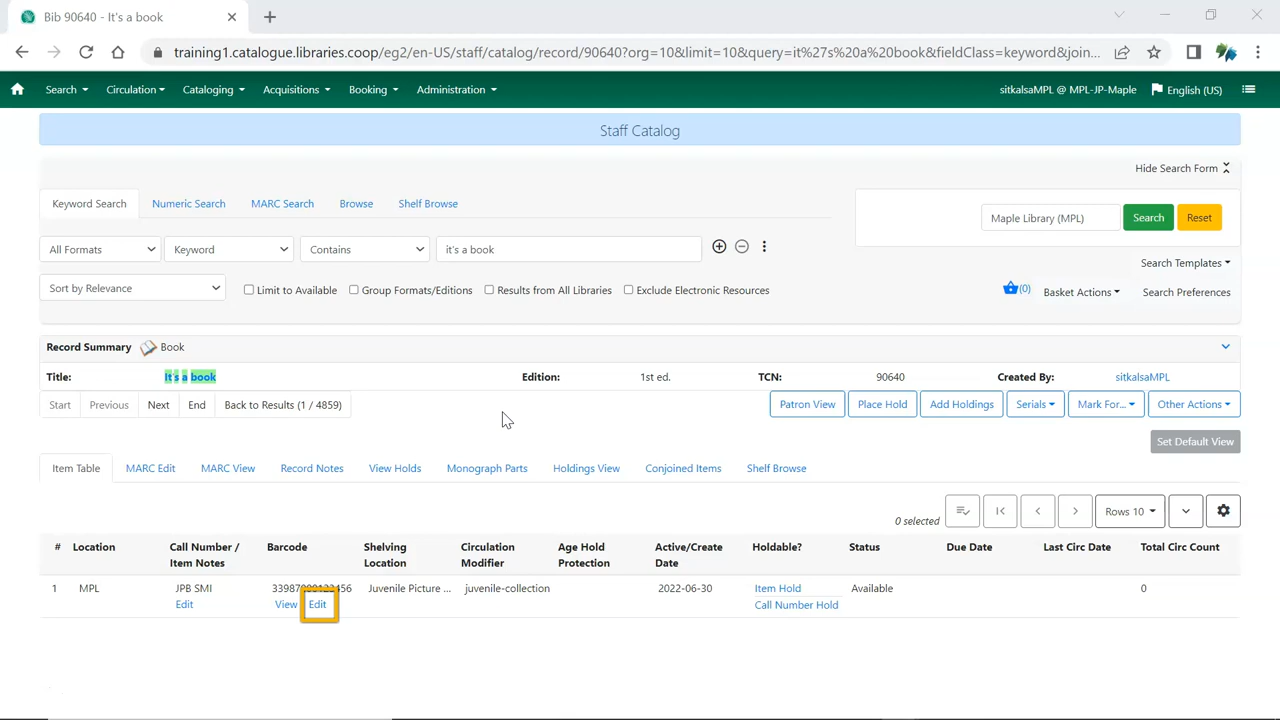 Bib 90640 - It's a book
training1.catalogue.libraries.coop/eg2/en-US/staff/catalog/record/90640?org=10&limit=10&query=it%27s%20a%20book&fieldClass=keyword&join...
Search Circulation Cataloging Acquisitions Booking Administration sitkalsaMPL @ MPL-JP-Maple English (US)
Staff Catalog
Hide Search Form
Keyword Search Numeric Search MARC Search Browse Shelf Browse
Maple Library (MPL) Search Reset
All Formats Keyword Contains it's a book
Search Templates
Sort by Relevance Limit to Available Group Formats/Editions Results from All Libraries Exclude Electronic Resources (0) Basket Actions Search Preferences
Record Summary Book
Title: It's a book Edition: 1st ed. TCN: 90640 Created By: sitkalsaMPL
Start Previous Next End Back to Results (1 / 4859) Patron View Place Hold Add Holdings Serials Mark For... Other Actions
Set Default View
Item Table MARC Edit MARC View Record Notes View Holds Monograph Parts Holdings View Conjoined Items Shelf Browse
0 selected Rows 10
# Location Call Number / Barcode Shelving Circulation Age Hold Active/Create Holdable? Status Due Date Last Circ Date Total Circ Count
Item Notes Location Modifier Protection Date
1 MPL JPB SMI Juvenile Picture ... juvenile-collection 2022-06-30 Item Hold Available 0
Edit View Edit Call Number Hold